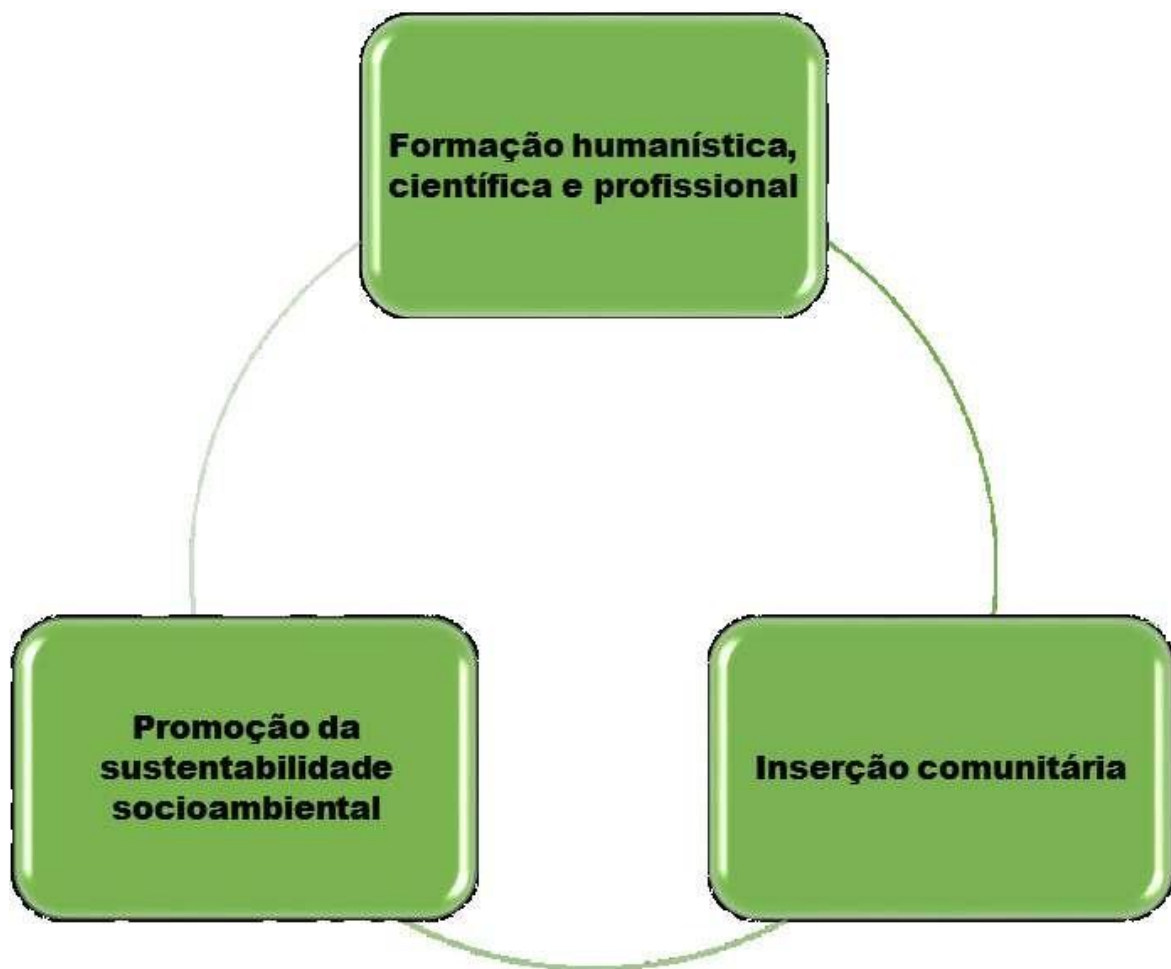 Formação humanística,
científica e profissional
Promoção da
sustentabilidade
socioambiental
Inserção comunitária